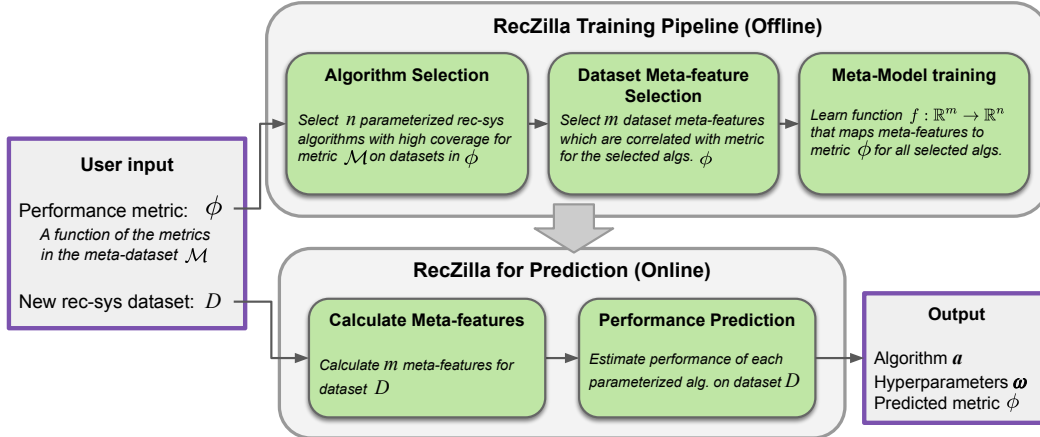 RecZilla Training Pipeline (Offline)
Algorithm Selection
Select n parameterized rec-sys
algorithms with high coverage for
metric ℳ on datasets in ϕ
Dataset Meta-feature
Selection
Select m dataset meta-features
which are correlated with metric
for the selected algs. ϕ
Meta-Model training
Learn function f : ℝᵐ → ℝⁿ
that maps meta-features to
metric ϕ for all selected algs.
User input
Performance metric: ϕ
A function of the metrics
in the meta-dataset ℳ
New rec-sys dataset: D
RecZilla for Prediction (Online)
Calculate Meta-features
Calculate m meta-features for
dataset D
Performance Prediction
Estimate performance of each
parameterized alg. on dataset D
Output
Algorithm a
Hyperparameters ω
Predicted metric ϕ